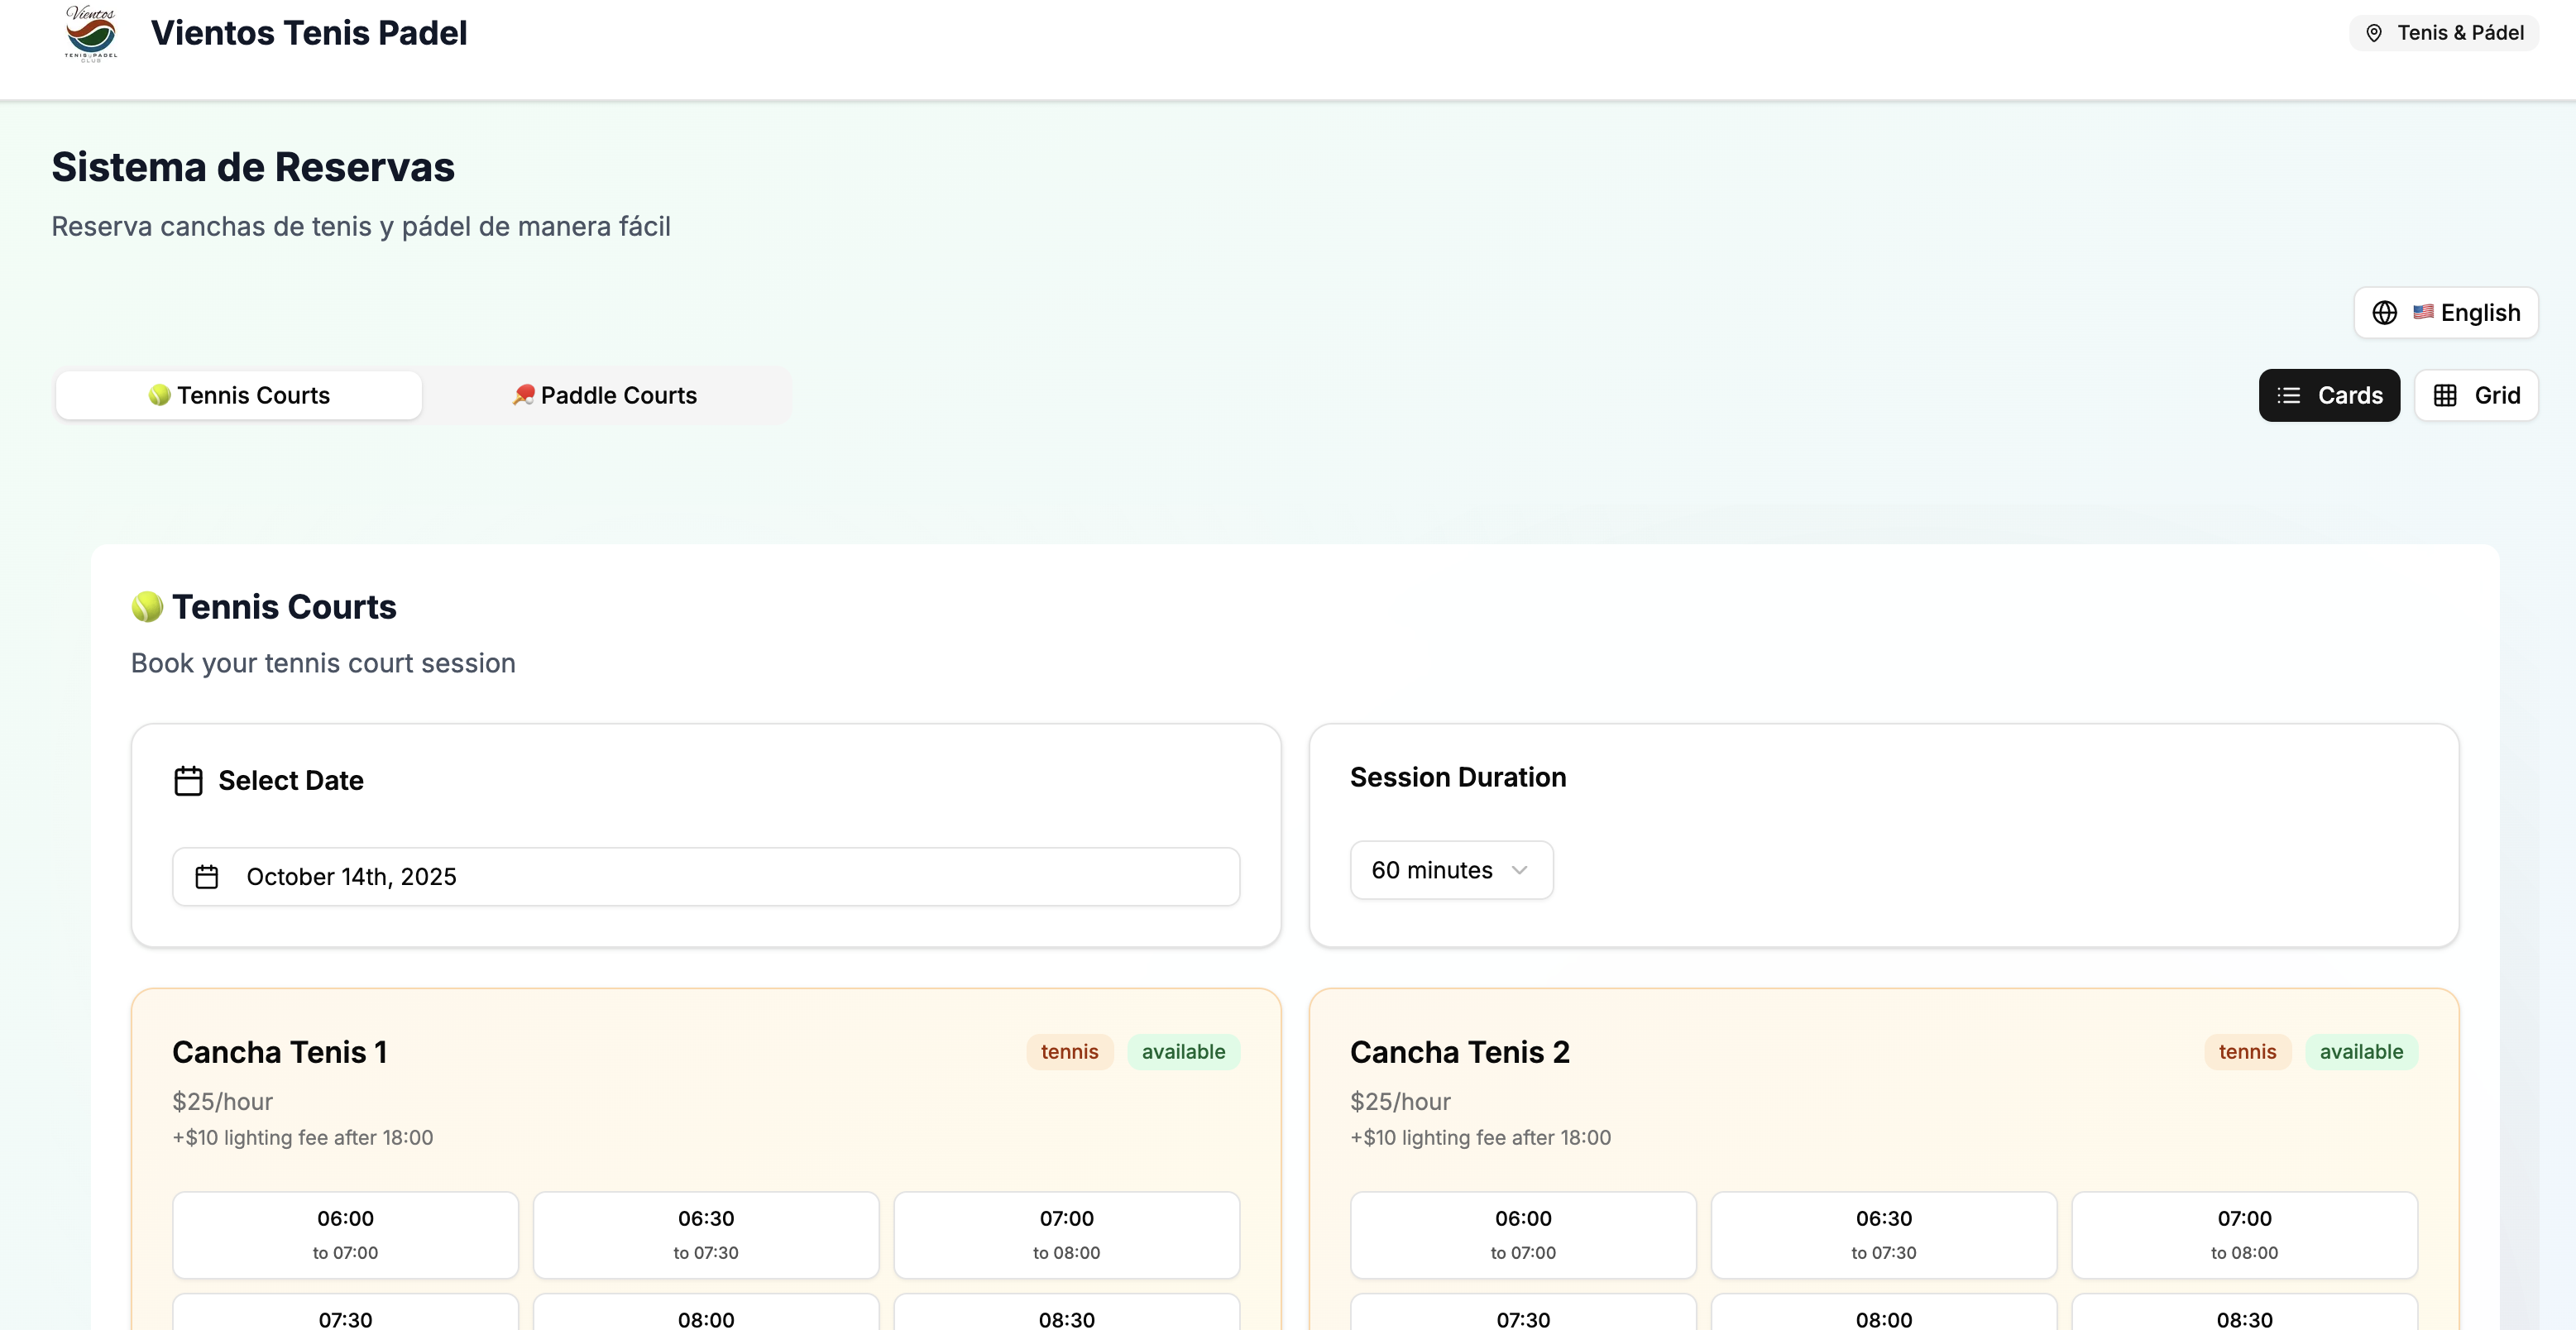 Vientos
TENIS PADEL
CLUB
Vientos Tenis Padel
Tenis & Pádel
Sistema de Reservas
Reserva canchas de tenis y pádel de manera fácil
English
Tennis Courts
Paddle Courts
Cards
Grid
Tennis Courts
Book your tennis court session
Select Date
October 14th, 2025
Session Duration
60 minutes
Cancha Tenis 1
tennis
available
$25/hour
+$10 lighting fee after 18:00
06:00
to 07:00
06:30
to 07:30
07:00
to 08:00
07:30
08:00
08:30
Cancha Tenis 2
tennis
available
$25/hour
+$10 lighting fee after 18:00
06:00
to 07:00
06:30
to 07:30
07:00
to 08:00
07:30
08:00
08:30